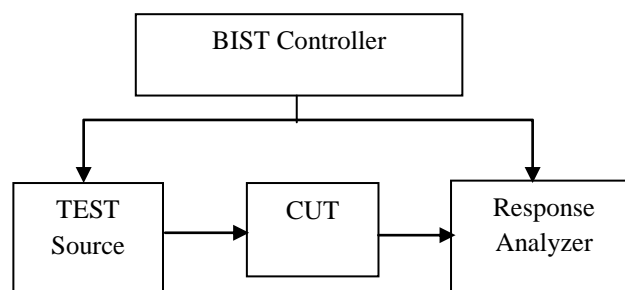 BIST Controller
TEST
Source
CUT
Response
Analyzer